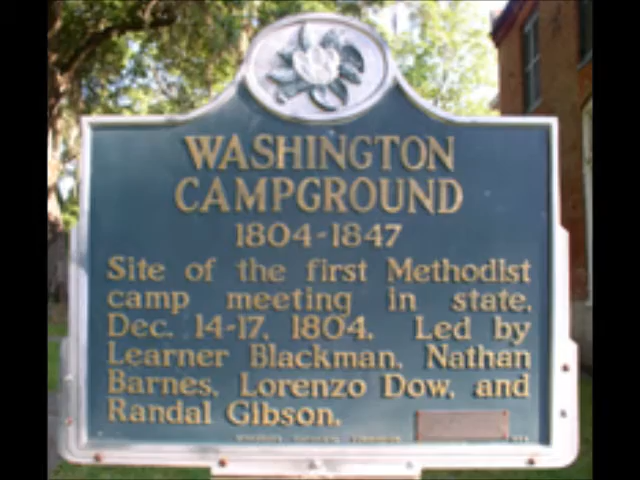 WASHINGTON
CAMPGROUND
1804-1847
Site of the first Methodist
camp meeting in state,
Dec. 14-17, 1804. Led by
Learner Blackman, Nathan
Barnes, Lorenzo Dow, and
Randal Gibson.